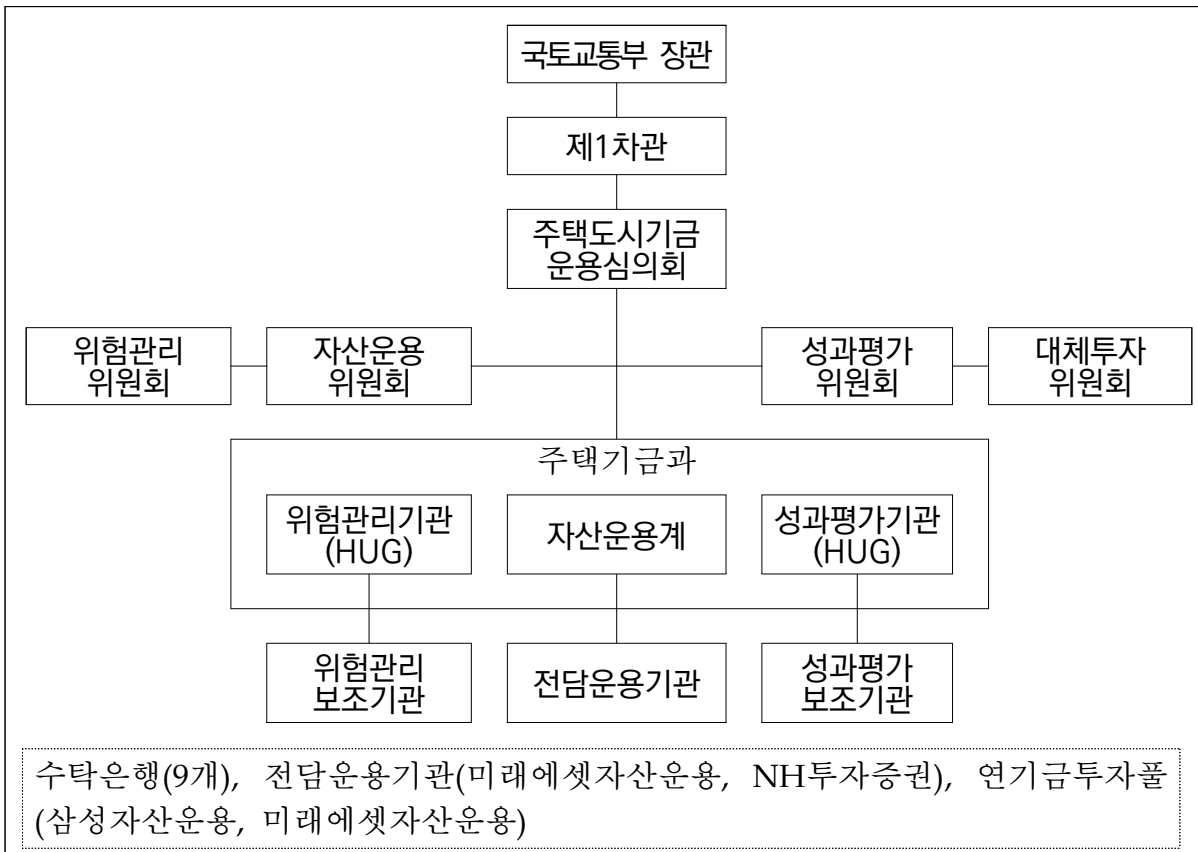 국토교통부 장관
제1차관
주택도시기금
운용심의회
위험관리
위원회
자산운용
위원회
성과평가
위원회
대체투자
위원회
주택기금과
위험관리기관
(HUG)
자산운용계
성과평가기관
(HUG)
위험관리
보조기관
전담운용기관
성과평가
보조기관
수탁은행(9개), 전담운용기관(미래에셋자산운용, NH투자증권), 연기금투자풀
(삼성자산운용, 미래에셋자산운용)